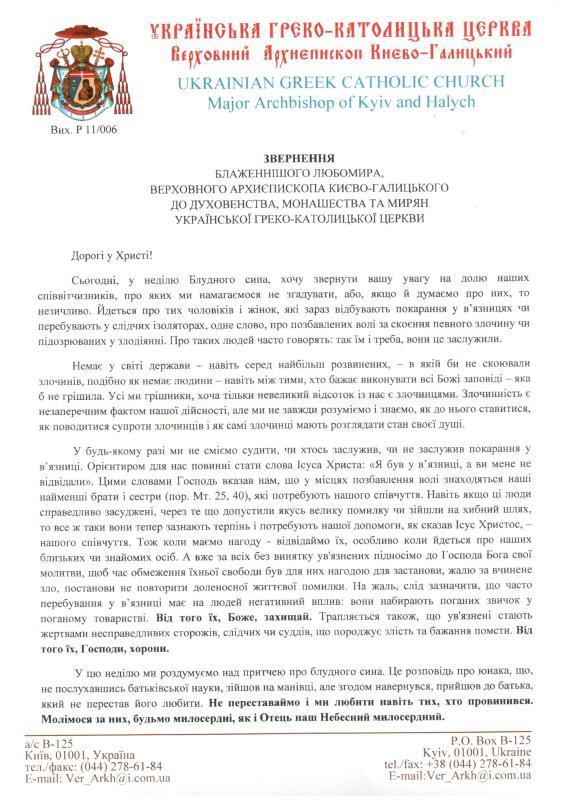 УКРАЇНСЬКА ГРЕКО-КАТОЛИЦЬКА ЦЕРКВА
Верховний Архиєпископ Києво-Галицький
UKRAINIAN GREEK CATHOLIC CHURCH
Major Archbishop of Kyiv and Halych
Вих. Р 11/006
ЗВЕРНЕННЯ
БЛАЖЕННІШОГО ЛЮБОМИРА,
ВЕРХОВНОГО АРХИЄПИСКОПА КИЄВО-ГАЛИЦЬКОГО
ДО ДУХОВЕНСТВА, МОНАШЕСТВА ТА МИРЯН
УКРАЇНСЬКОЇ ГРЕКО-КАТОЛИЦЬКОЇ ЦЕРКВИ
Дорогі у Христі!
Сьогодні, у неділю Блудного сина, хочу звернути вашу увагу на долю наших
співвітчизників, про яких ми намагаємося не згадувати, або, якщо й думаємо про них, то
незичливо. Йдеться про тих чоловіків і жінок, які зараз відбувають покарання у в’язницях чи
перебувають у слідчих ізоляторах, одне слово, про позбавлених волі за скоєння певного злочину чи
підозрюваних у злодіянні. Про таких людей часто говорять: так їм і треба, вони це заслужили.
Немає у світі держави – навіть серед найбільш розвинених, – в якій би не скоювали
злочинів, подібно як немає людини – навіть між тими, хто бажає виконувати всі Божі заповіді – яка
б не грішила. Усі ми грішники, хоча тільки невеликий відсоток із нас є злочинцями. Злочинність є
незаперечним фактом нашої дійсності, але ми не завжди розуміємо і знаємо, як до нього ставитися,
як поводитися супроти злочинців і як самі злочинці мають розглядати стан своєї душі.
У будь-якому разі ми не сміємо судити, чи хтось заслужив, чи не заслужив покарання у
в’язниці. Орієнтиром для нас повинні стати слова Ісуса Христа: «Я був у в’язниці, а ви мене не
відвідали». Цими словами Господь вказав нам, що у місцях позбавлення волі знаходяться наші
найменші брати і сестри (пор. Мт. 25, 40), які потребують нашого співчуття. Навіть якщо ці люди
справедливо засуджені, через те що допустили якусь велику помилку чи зійшли на хибний шлях,
то все ж таки вони тепер зазнають терпінь і потребують нашої допомоги, як сказав Ісус Христос, –
нашого співчуття. Тож коли маємо нагоду - відвідаймо їх, особливо коли йдеться про наших
близьких чи знайомих осіб. А вже за всіх без винятку ув'язнених підносімо до Господа Бога свої
молитви, щоб час обмеження їхньої свободи був для них нагодою для застанови, жалю за вчинене
зло, постанови не повторити доленосної життєвої помилки. На жаль, слід зазначити, що часто
перебування у в’язниці має на людей негативний вплив: вони набирають поганих звичок у
поганому товаристві. Від того їх, Боже, захищай. Трапляється також, що ув'язнені стають
жертвами несправедливих сторожів, слідчих чи суддів, що породжує злість та бажання помсти. Від
того їх, Господи, хорони.
У цю неділю ми роздумуємо над притчею про блудного сина. Це розповідь про юнака, що,
не послухавшись батьківської науки, зійшов на манівці, але згодом навернувся, прийшов до батька,
який не перестав його любити. Не переставаймо і ми любити навіть тих, хто провинився.
Молімося за них, будьмо милосердні, як і Отець наш Небесний милосердний.
а/с В-125
Київ, 01001, Україна
тел./факс: (044) 278-61-84
E-mail: Ver_Arkh@i.com.ua
P.O. Box B-125
Kyiv, 01001, Ukraine
tel./fax: +38 (044) 278-61-84
E-mail:Ver_Arkh@i.com.ua